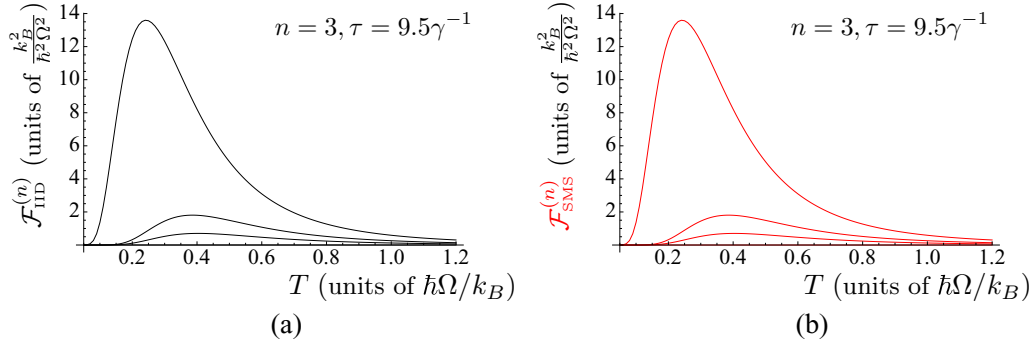 n = 3, τ = 9.5γ⁻¹
14
12
10
8
6
4
2
0.2 0.4 0.6 0.8 1.0 1.2
T (units of ℏΩ/k_B)
𝓕_IID^(n) (units of k_B²/ℏ²Ω²)
(a)
n = 3, τ = 9.5γ⁻¹
14
12
10
8
6
4
2
0.2 0.4 0.6 0.8 1.0 1.2
T (units of ℏΩ/k_B)
𝓕_SMS^(n) (units of k_B²/ℏ²Ω²)
(b)